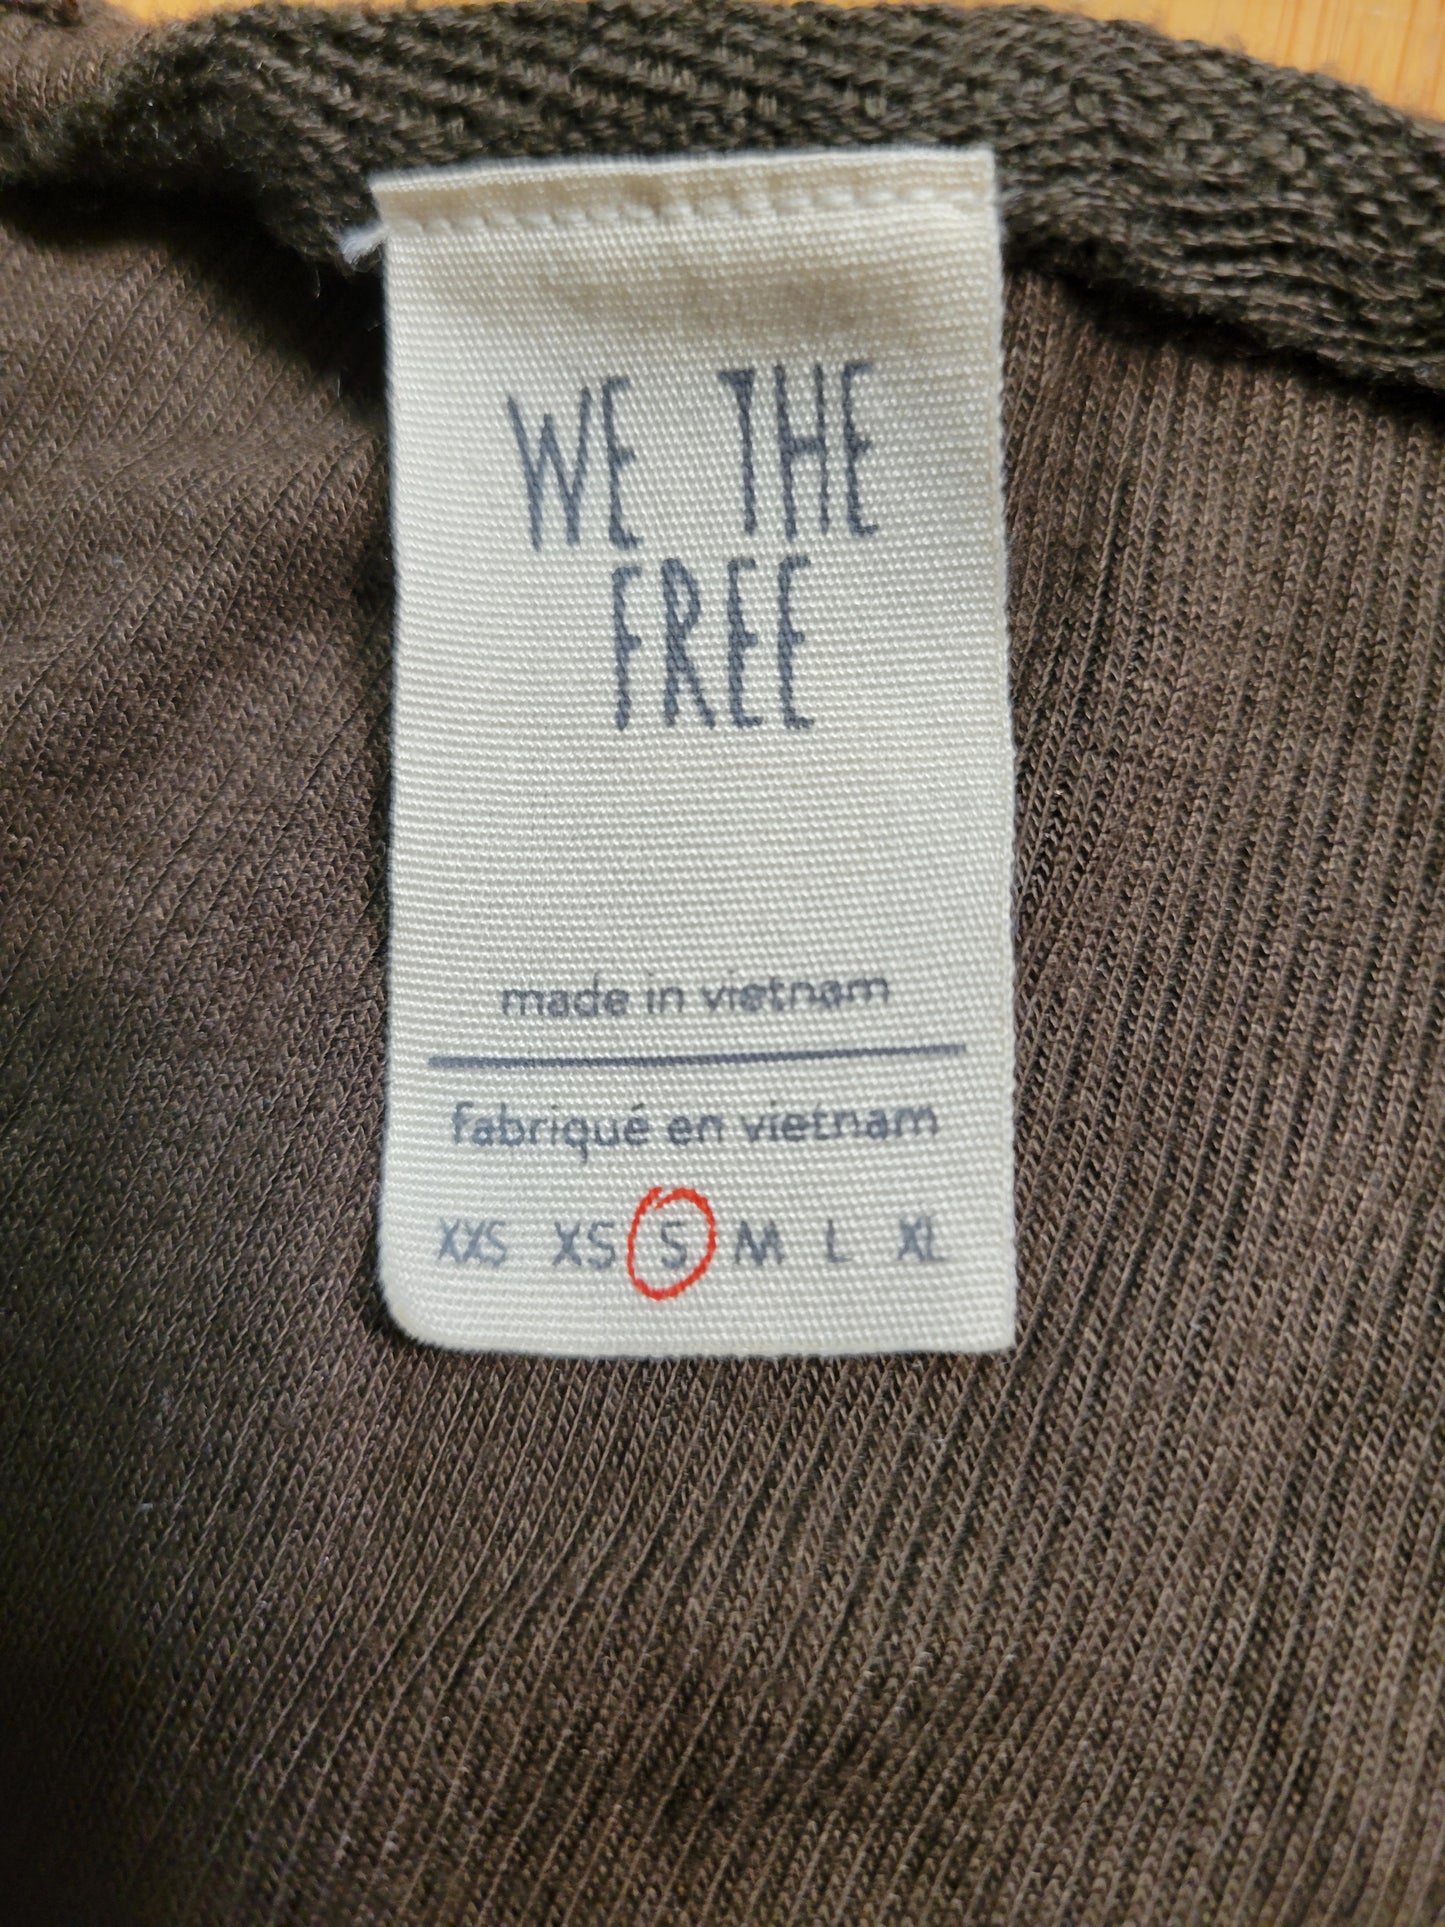 WE THE
FREE
made in vietnam
fabriqué en vietnam
XXS XS S M L XL